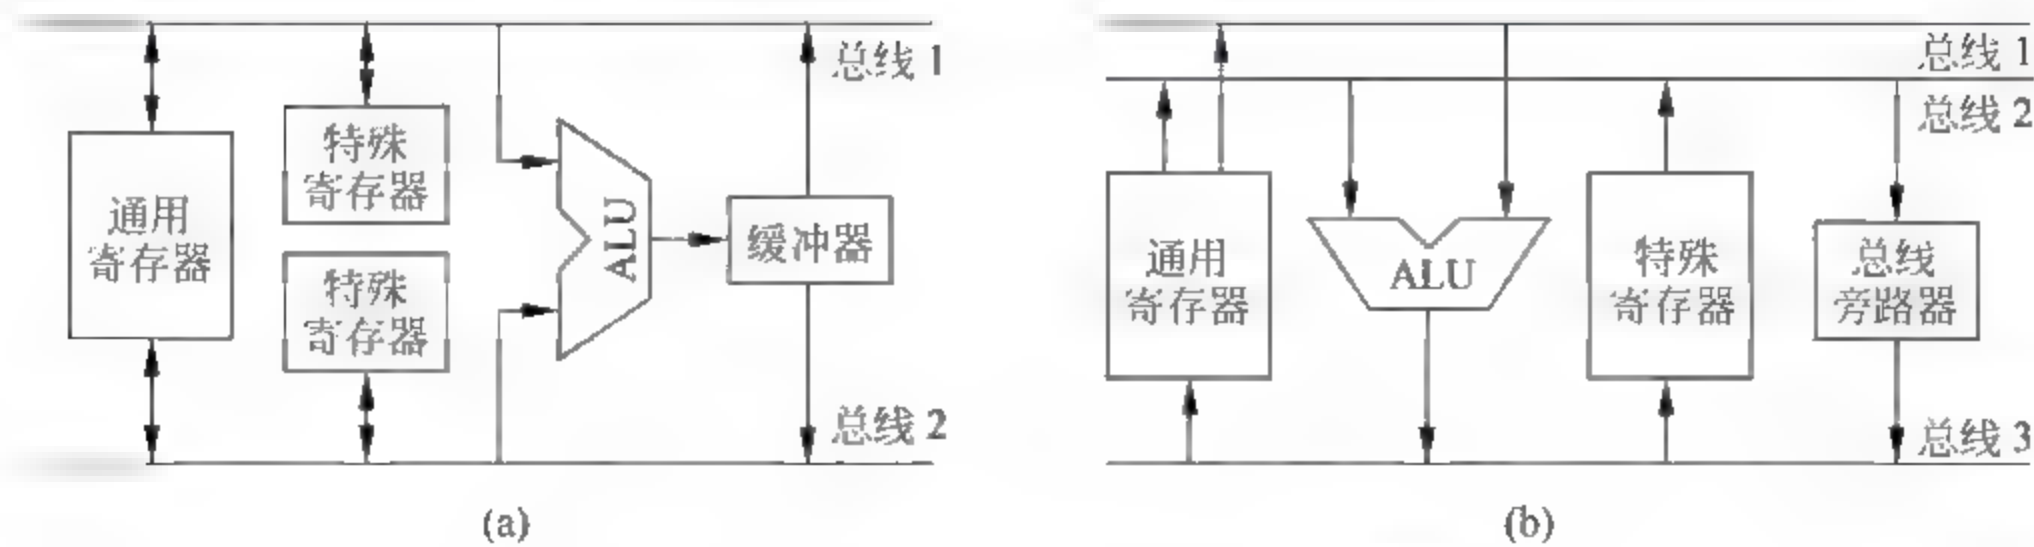 总线 1
特殊
寄存器
通用
寄存器
特殊
寄存器
ALU
缓冲器
总线 2
(a)
总线 1
总线 2
通用
寄存器
ALU
特殊
寄存器
总线
旁路器
总线 3
(b)